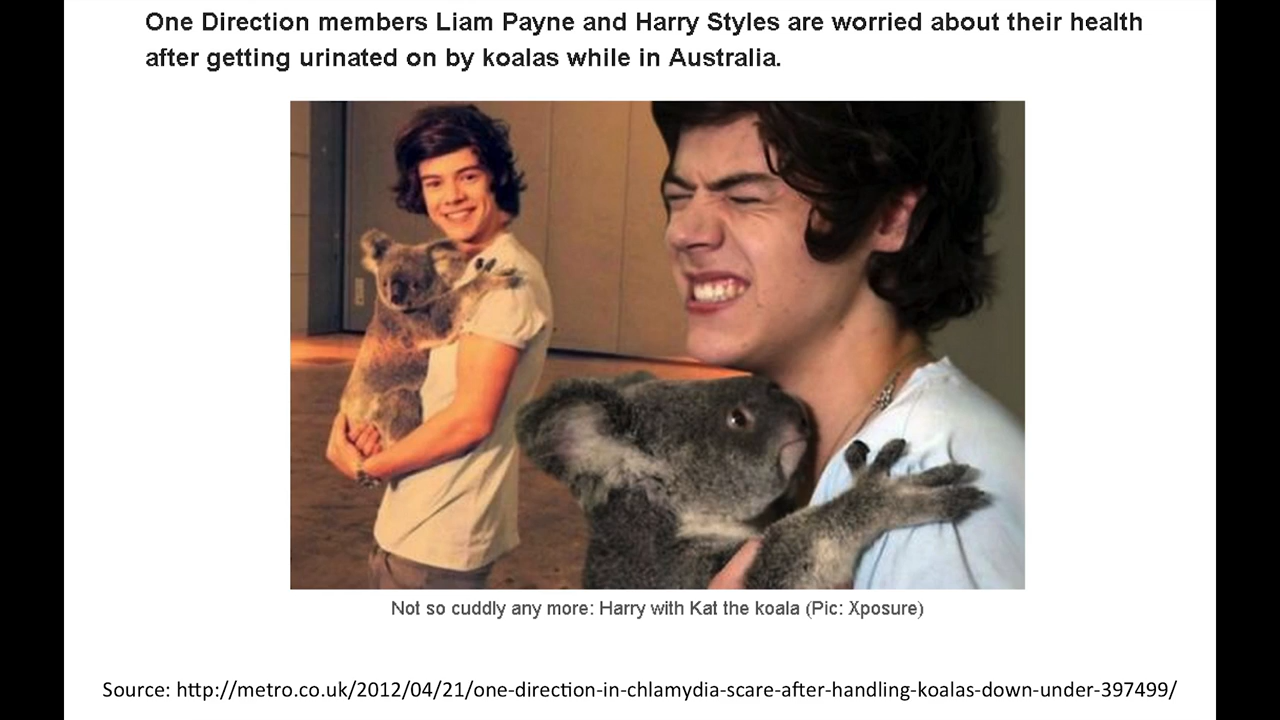 One Direction members Liam Payne and Harry Styles are worried about their health
after getting urinated on by koalas while in Australia.
Not so cuddly any more: Harry with Kat the koala (Pic: Xposure)
Source: http://metro.co.uk/2012/04/21/one-direction-in-chlamydia-scare-after-handling-koalas-down-under-397499/